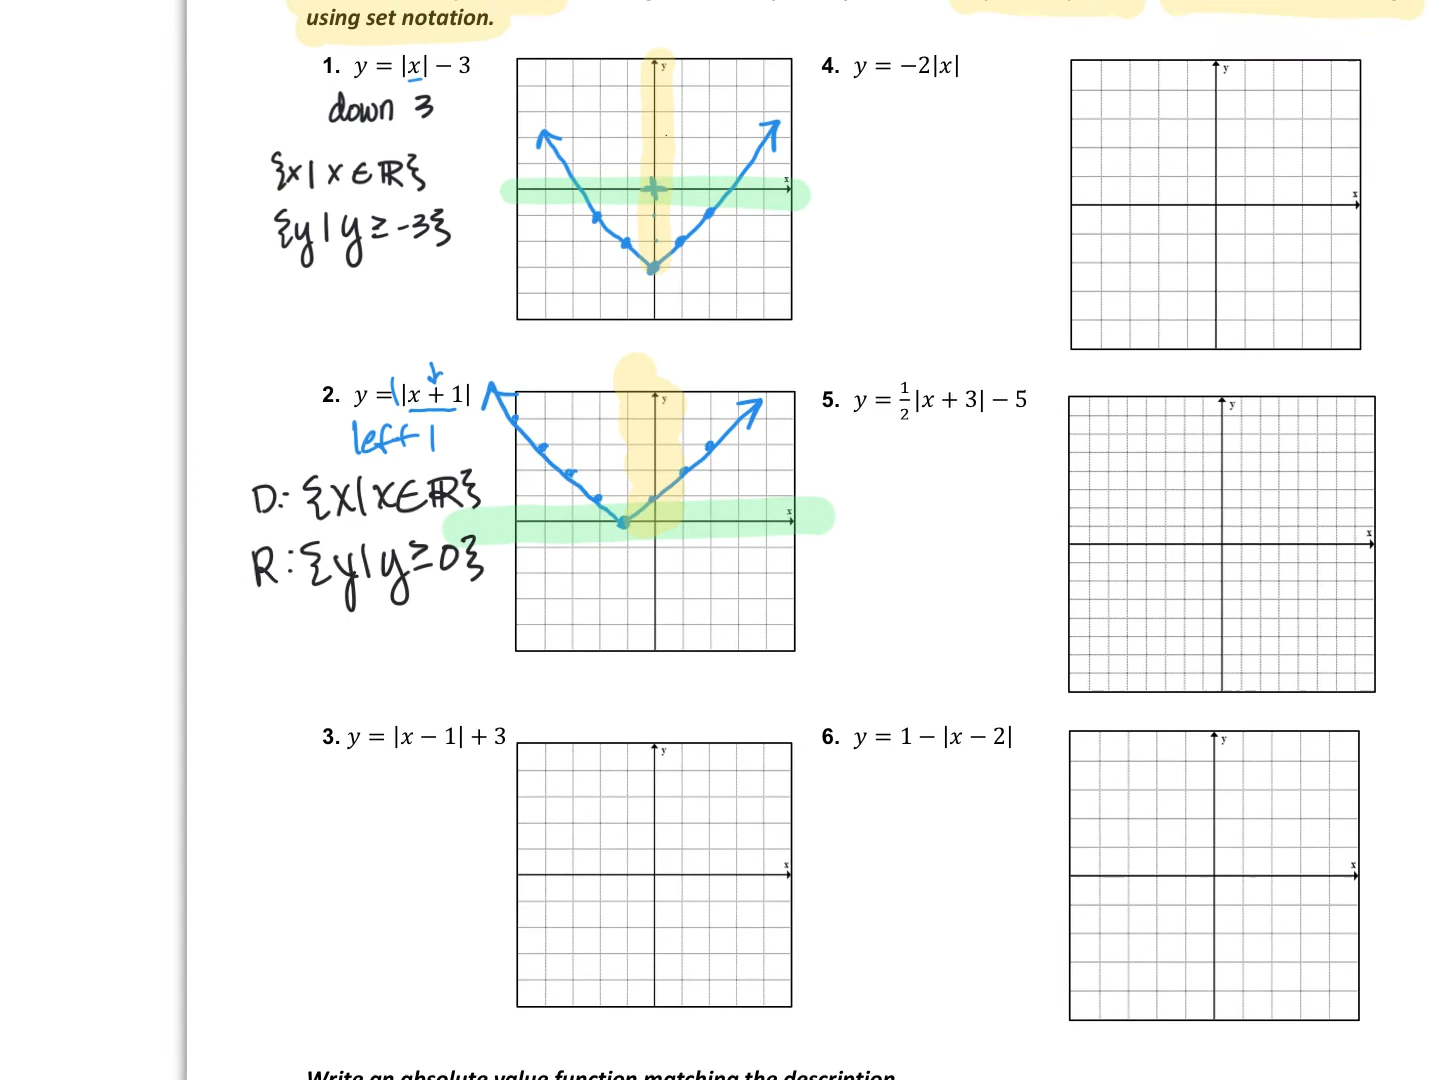 using set notation.
1. y = |x| − 3
down 3
{x | x ∈ ℝ}
{y | y ≥ -3}
y
x
4. y = −2|x|
y
x
2. y = |x + 1|
left 1
D: {x | x ∈ ℝ}
R: {y | y ≥ 0}
y
x
5. y = 1/2|x + 3| − 5
y
x
3. y = |x − 1| + 3
y
x
6. y = 1 − |x − 2|
y
x
Write an absolute value function matching the description